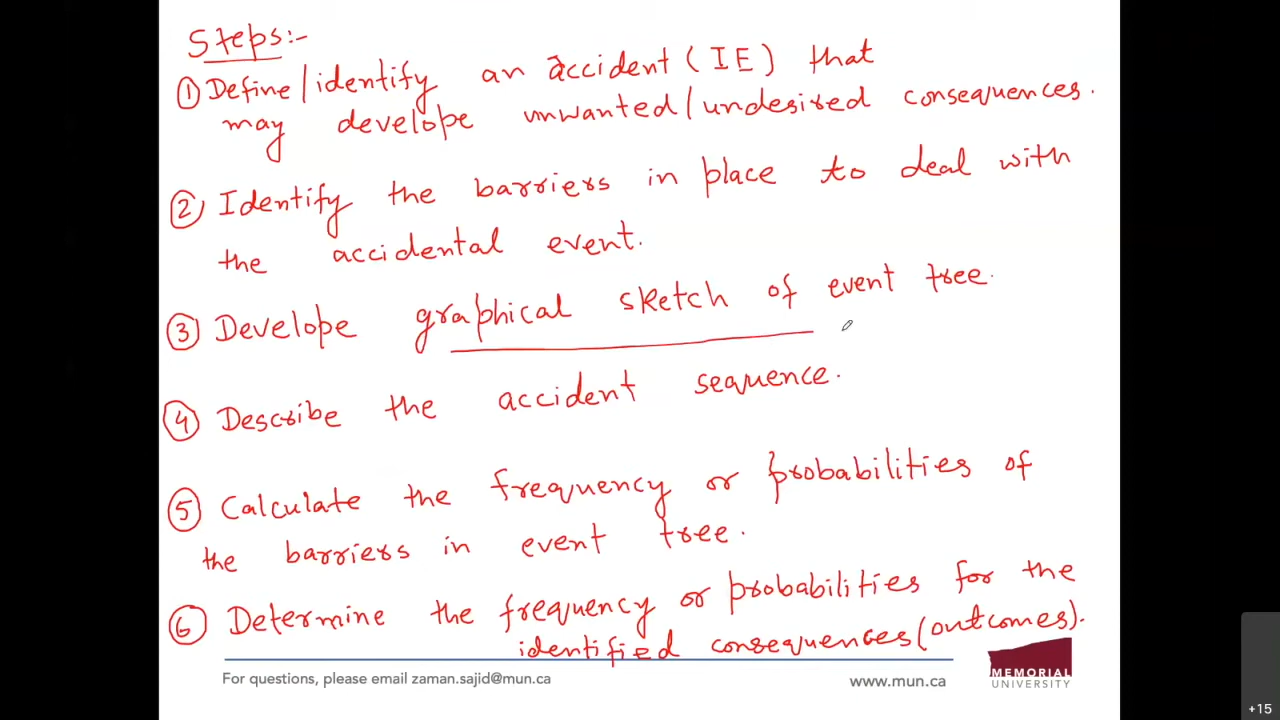 Steps:-
① Define/identify an accident (IE) that
may develope unwanted/undesired consequences.
② Identify the barriers in place to deal with
the accidental event.
③ Develope graphical sketch of event tree.
④ Describe the accident sequence.
⑤ Calculate the frequency or probabilities of
the barriers in event tree.
⑥ Determine the frequency or probabilities for the
identified consequences (outcomes).
For questions, please email zaman.sajid@mun.ca
www.mun.ca
MEMORIAL
UNIVERSITY
+15